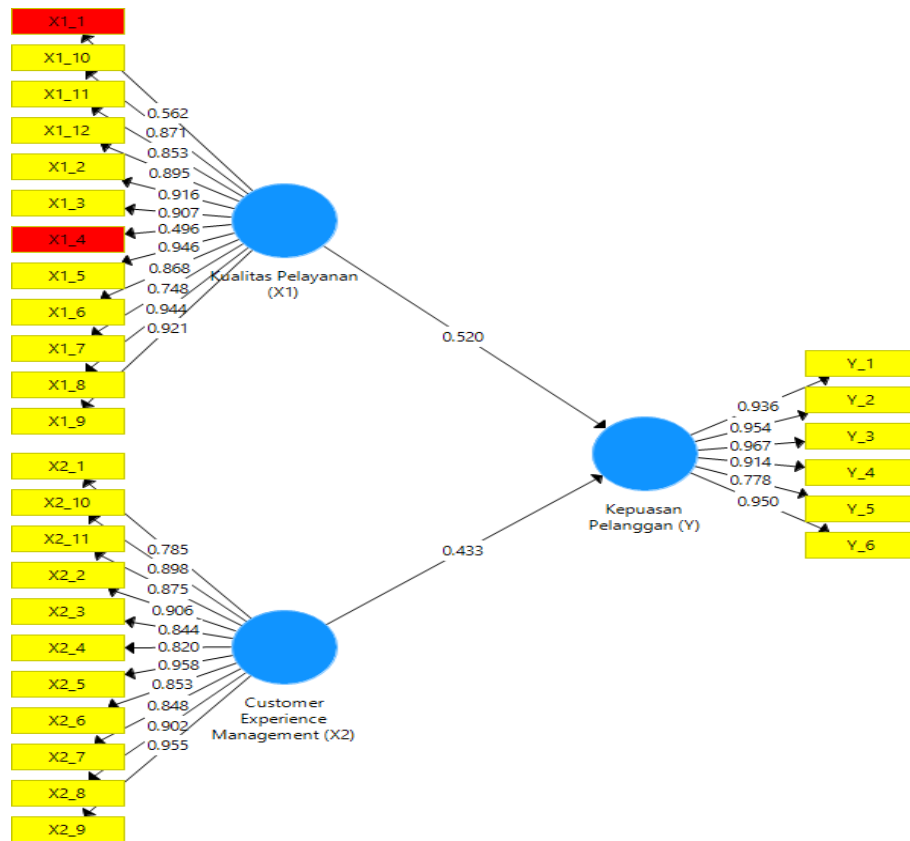 X1_1
X1_10
X1_11
X1_12
X1_2
X1_3
X1_4
X1_5
X1_6
X1_7
X1_8
X1_9
0.562
0.871
0.853
0.895
0.916
0.907
0.496
0.946
0.868
0.748
0.944
0.921
Kualitas Pelayanan
(X1)
0.520
X2_1
X2_10
X2_11
X2_2
X2_3
X2_4
X2_5
X2_6
X2_7
X2_8
X2_9
0.785
0.898
0.875
0.906
0.844
0.820
0.958
0.853
0.848
0.902
0.955
Customer
Experience
Management (X2)
0.433
Kepuasan
Pelanggan (Y)
0.936
0.954
0.967
0.914
0.778
0.950
Y_1
Y_2
Y_3
Y_4
Y_5
Y_6